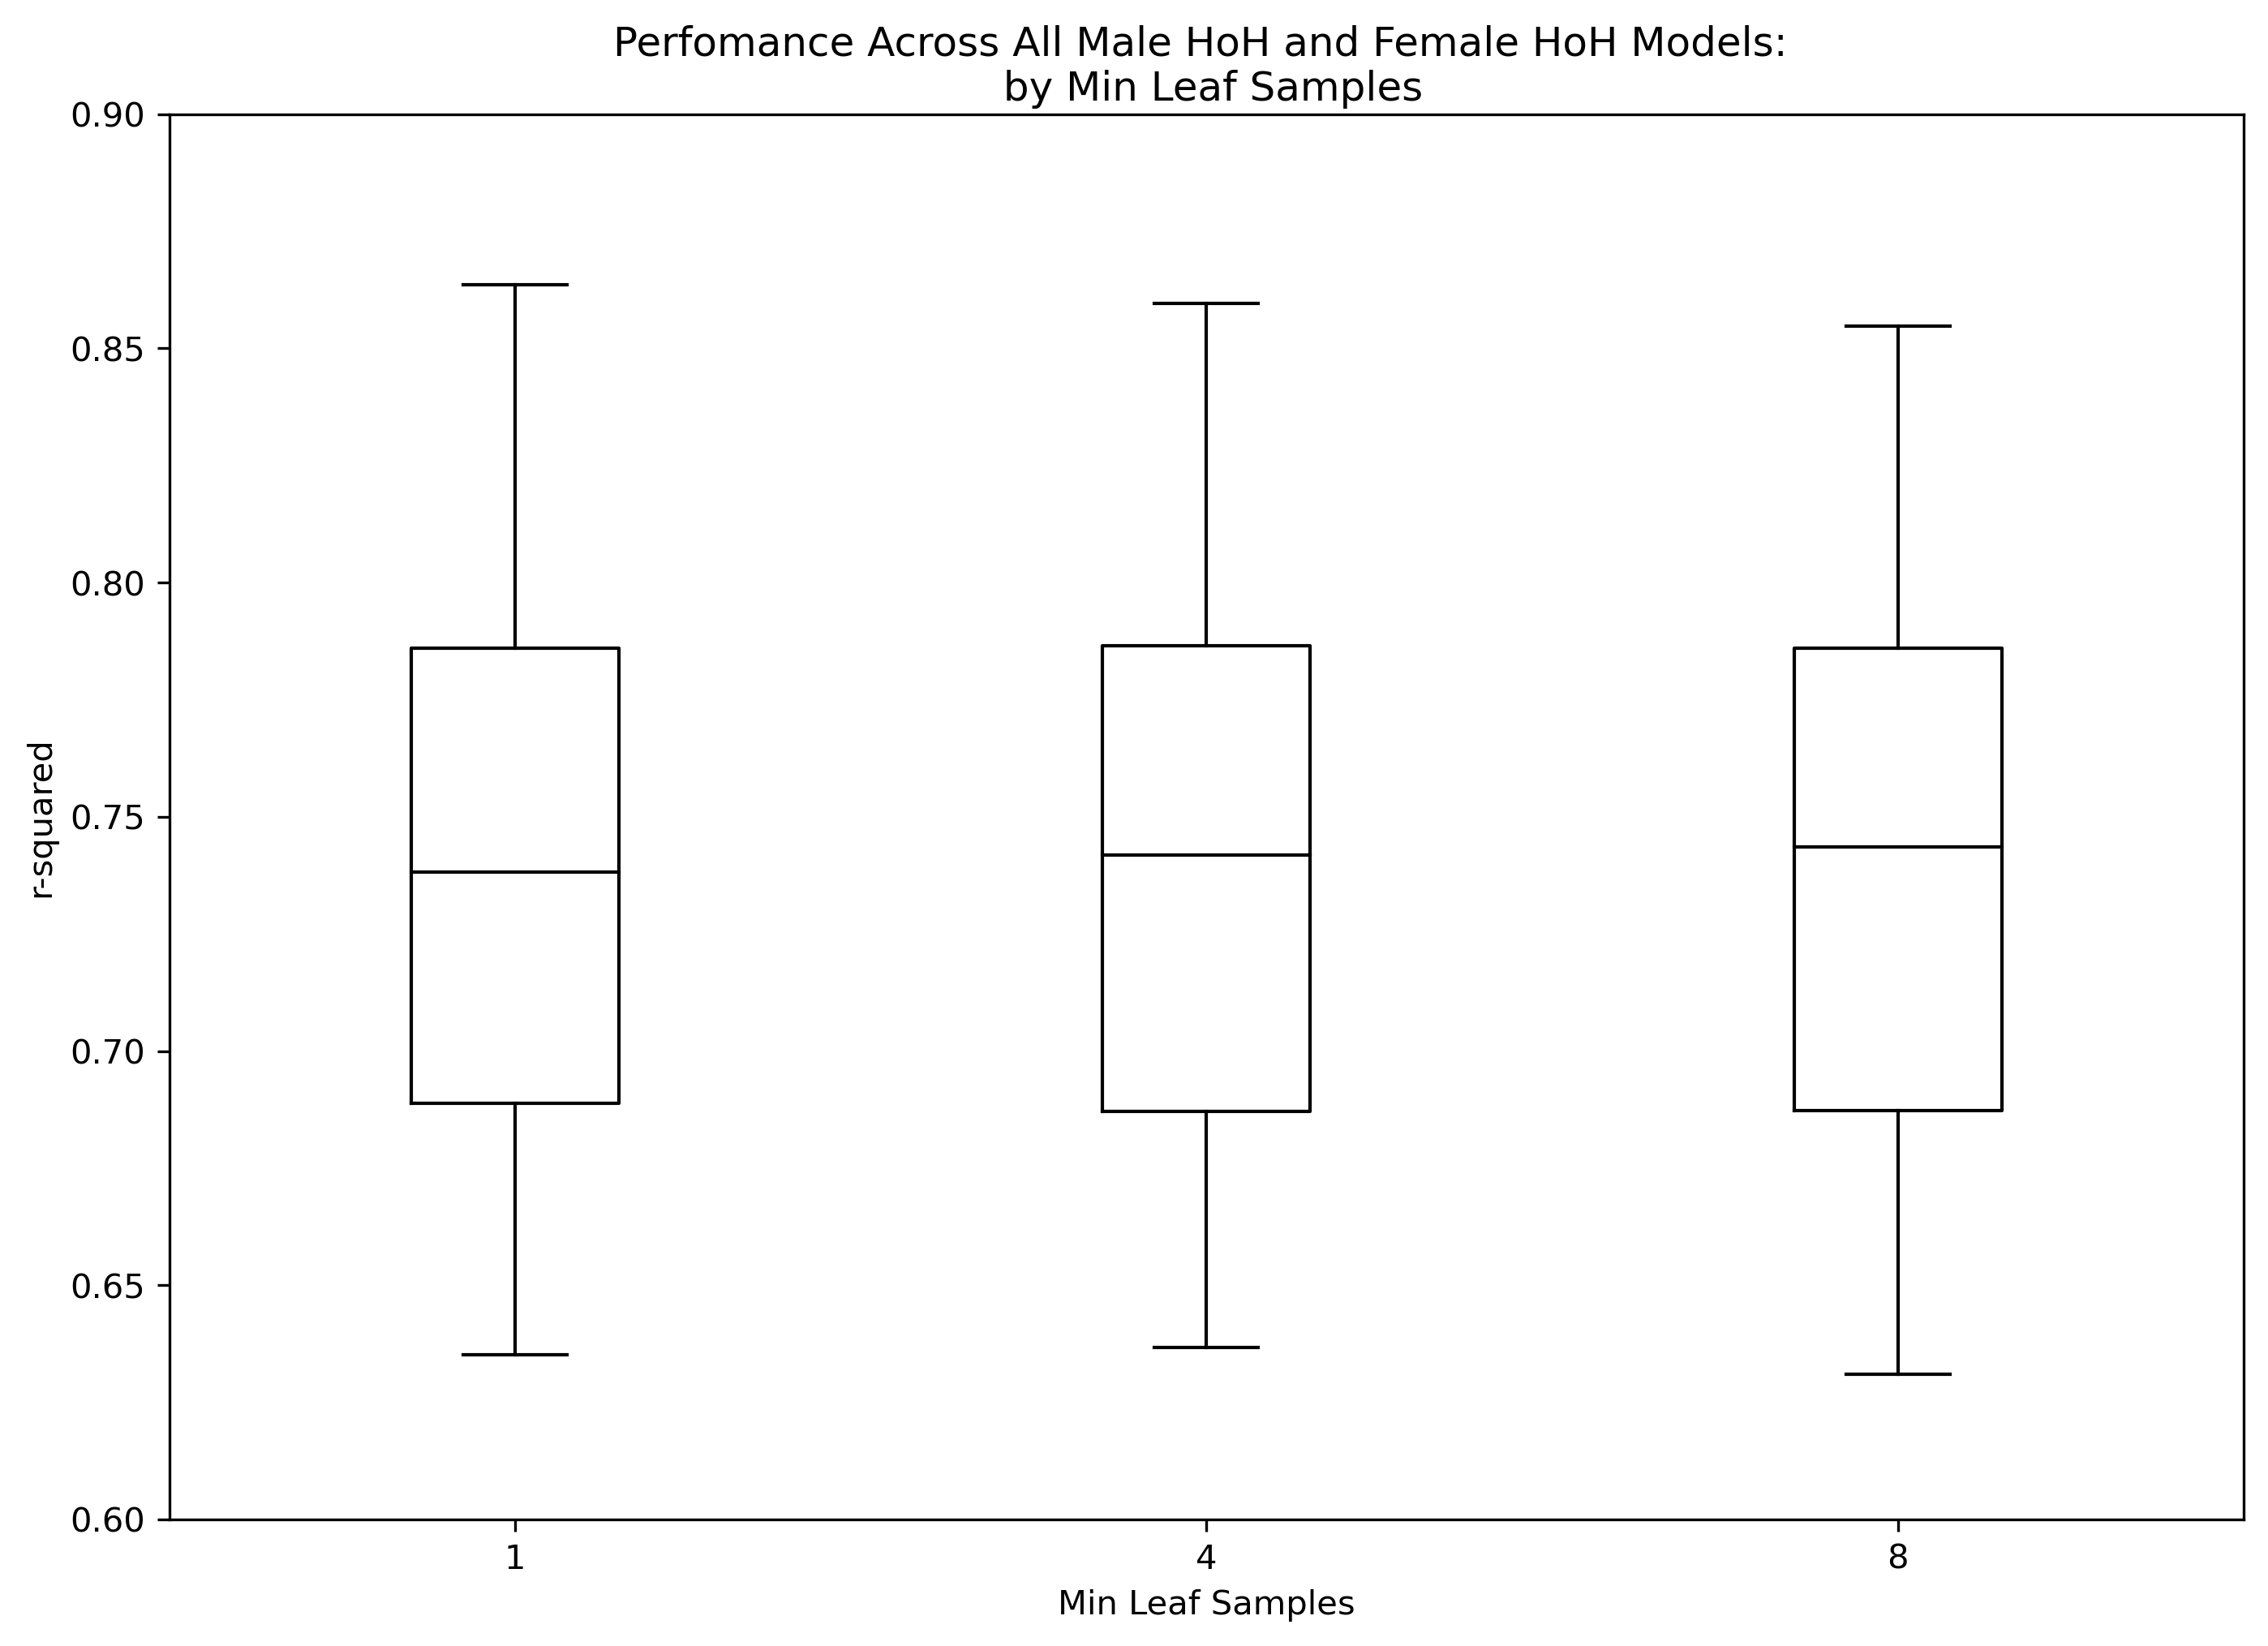 Perfomance Across All Male HoH and Female HoH Models:
by Min Leaf Samples
0.90
0.85
0.80
0.75
0.70
0.65
0.60
r-squared
1 4 8
Min Leaf Samples